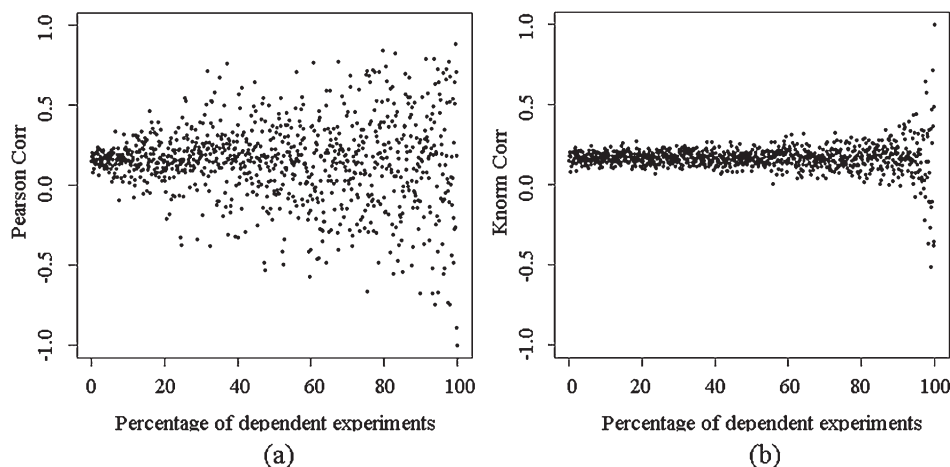 Pearson Corr
1.0
0.5
0.0
-0.5
-1.0
0 20 40 60 80 100
Percentage of dependent experiments
(a)
Knorm Corr
1.0
0.5
0.0
-0.5
-1.0
0 20 40 60 80 100
Percentage of dependent experiments
(b)